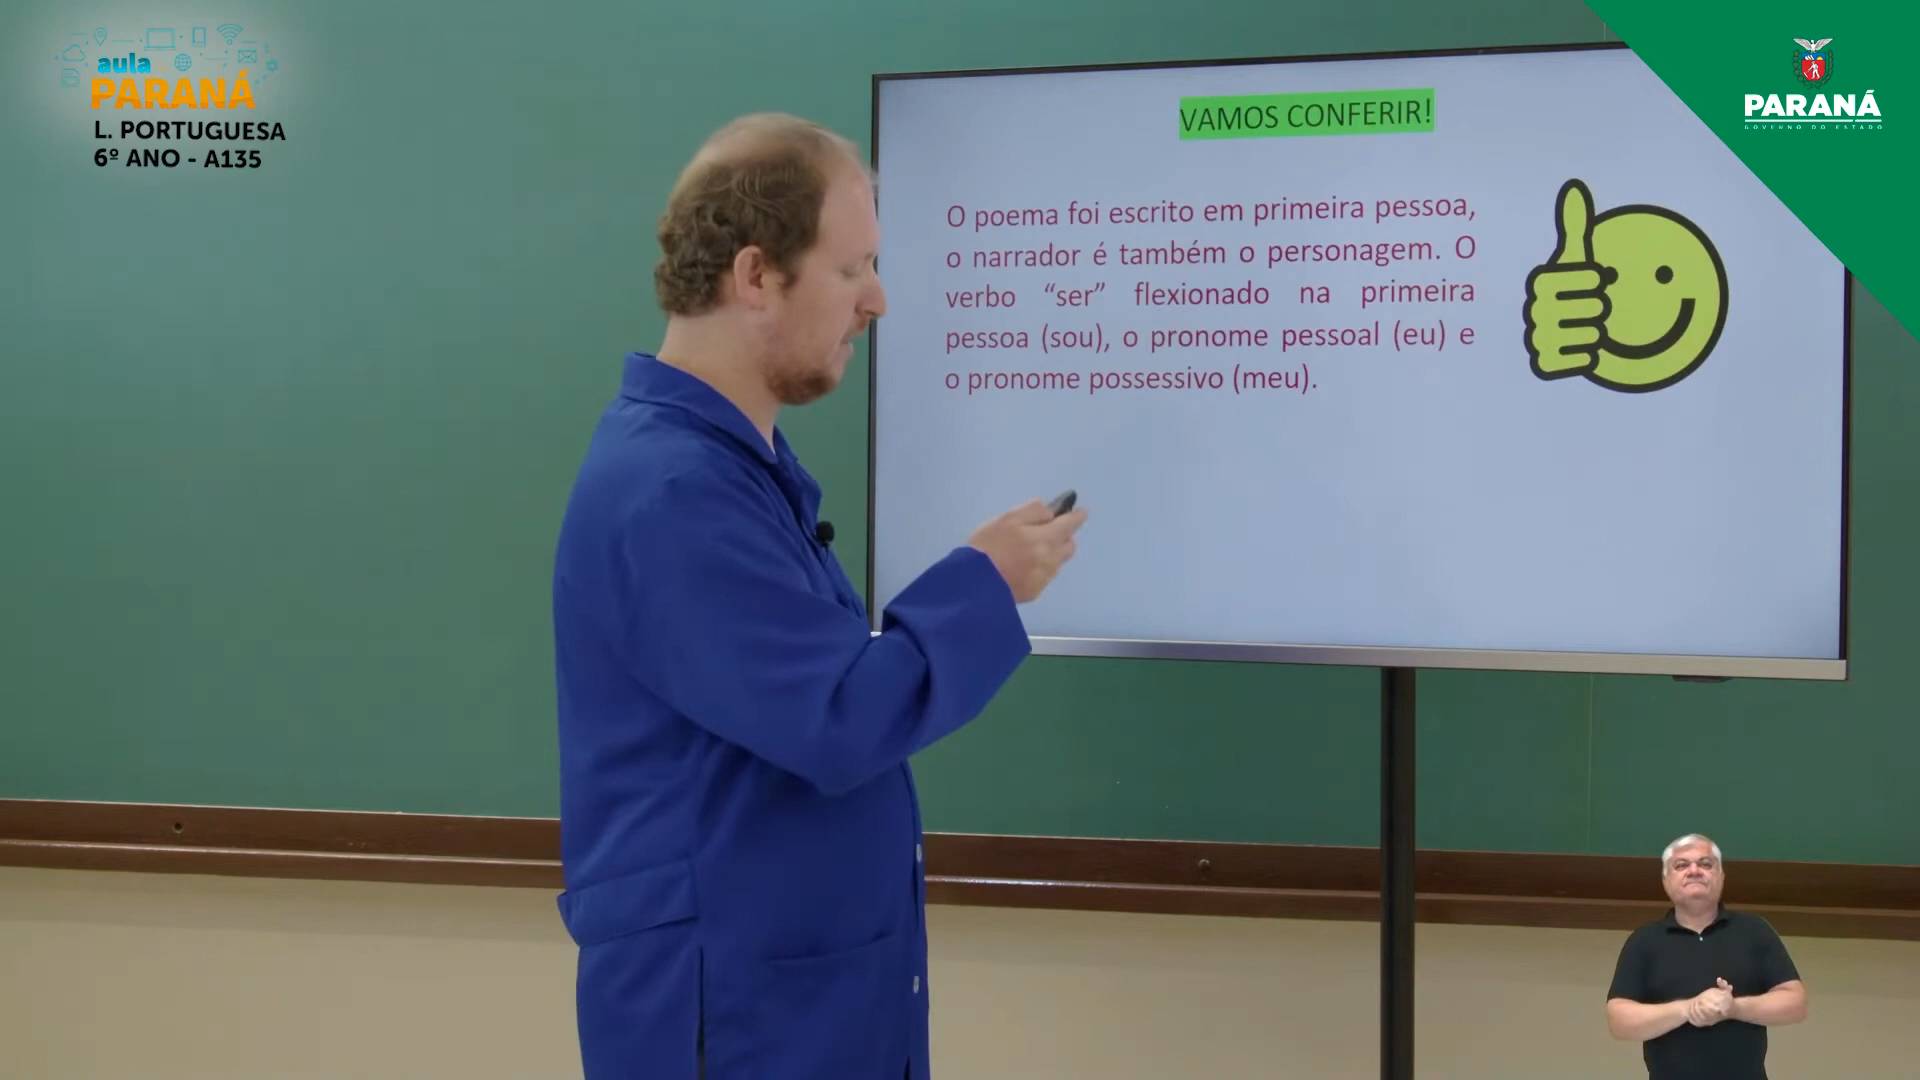 aula
PARANÁ
L. PORTUGUESA
6º ANO - A135
VAMOS CONFERIR!
O poema foi escrito em primeira pessoa,
o narrador é também o personagem. O
verbo “ser” flexionado na primeira
pessoa (sou), o pronome pessoal (eu) e
o pronome possessivo (meu).
PARANÁ
GOVERNO DO ESTADO